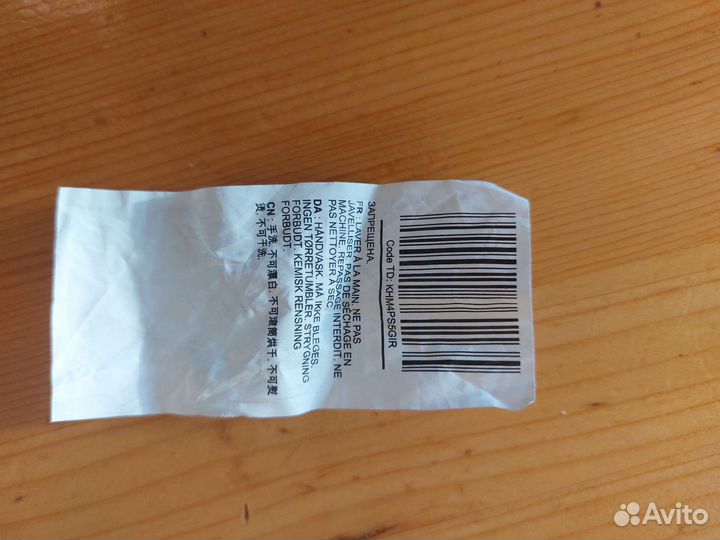 Code TD: KHM4PS5GIR
ЗАПРЕЩЕНА.
FR : LAVER À LA MAIN. NE PAS
JAVELLISER. PAS DE SÉCHAGE EN
MACHINE. REPASSAGE INTERDIT. NE
PAS NETTOYER À SEC.
DA : HÅNDVASK. MÅ IKKE BLEGES.
INGEN TØRRETUMBLER. STRYGNING
FORBUDT. KEMISK RENSNING
FORBUDT.
CN : 手洗. 不可漂白. 不可滚筒烘干. 不可熨
烫. 不可干洗.
Avito